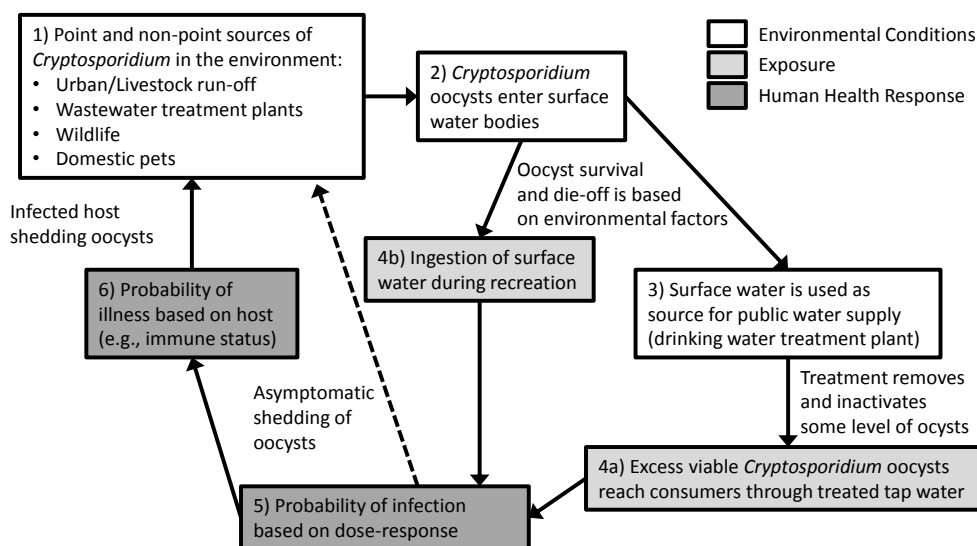 1) Point and non-point sources of
Cryptosporidium in the environment:
• Urban/Livestock run-off
• Wastewater treatment plants
• Wildlife
• Domestic pets
2) Cryptosporidium
oocysts enter surface
water bodies
Environmental Conditions
Exposure
Human Health Response
Oocyst survival
and die-off is based
on environmental factors
Infected host
shedding oocysts
4b) Ingestion of surface
water during recreation
6) Probability of
illness based on host
(e.g., immune status)
3) Surface water is used as
source for public water supply
(drinking water treatment plant)
Asymptomatic
shedding of
oocysts
Treatment removes
and inactivates
some level of ocysts
4a) Excess viable Cryptosporidium oocysts
reach consumers through treated tap water
5) Probability of infection
based on dose-response